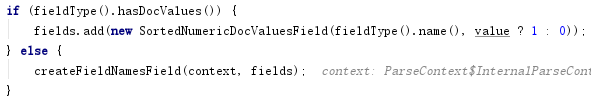 if (fieldType().hasDocValues()) {
fields.add(new SortedNumericDocValuesField(fieldType().name(), value ? 1 : 0));
} else {
createFieldNamesField(context, fields); context: ParseContext$InternalParseCont
}